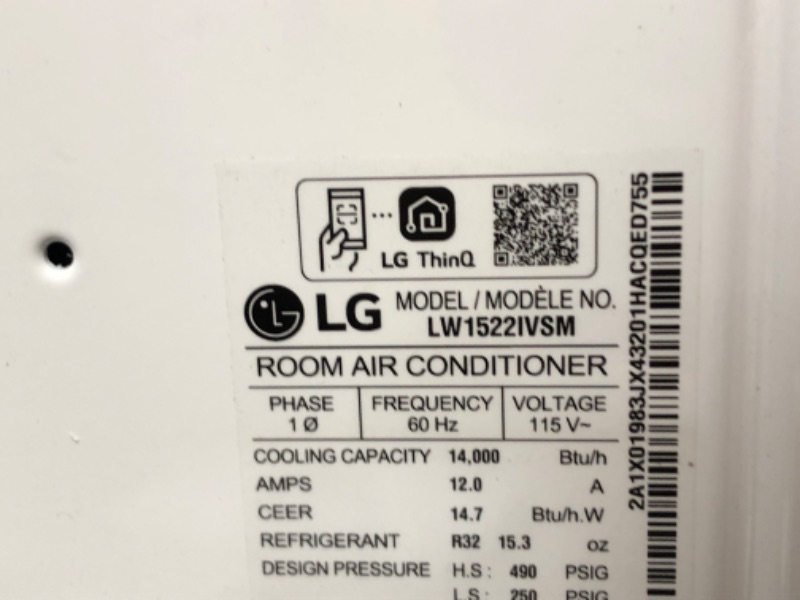 LG ThinQ
LG MODEL / MODÈLE NO.
LW1522IVSM
ROOM AIR CONDITIONER
PHASE FREQUENCY VOLTAGE
1 Ø 60 Hz 115 V~
COOLING CAPACITY 14,000 Btu/h
AMPS 12.0 A
CEER 14.7 Btu/h.W
REFRIGERANT R32 15.3 oz
DESIGN PRESSURE H.S : 490 PSIG
L.S : 250 PSIG
2A1X01983JX43201HACQED755